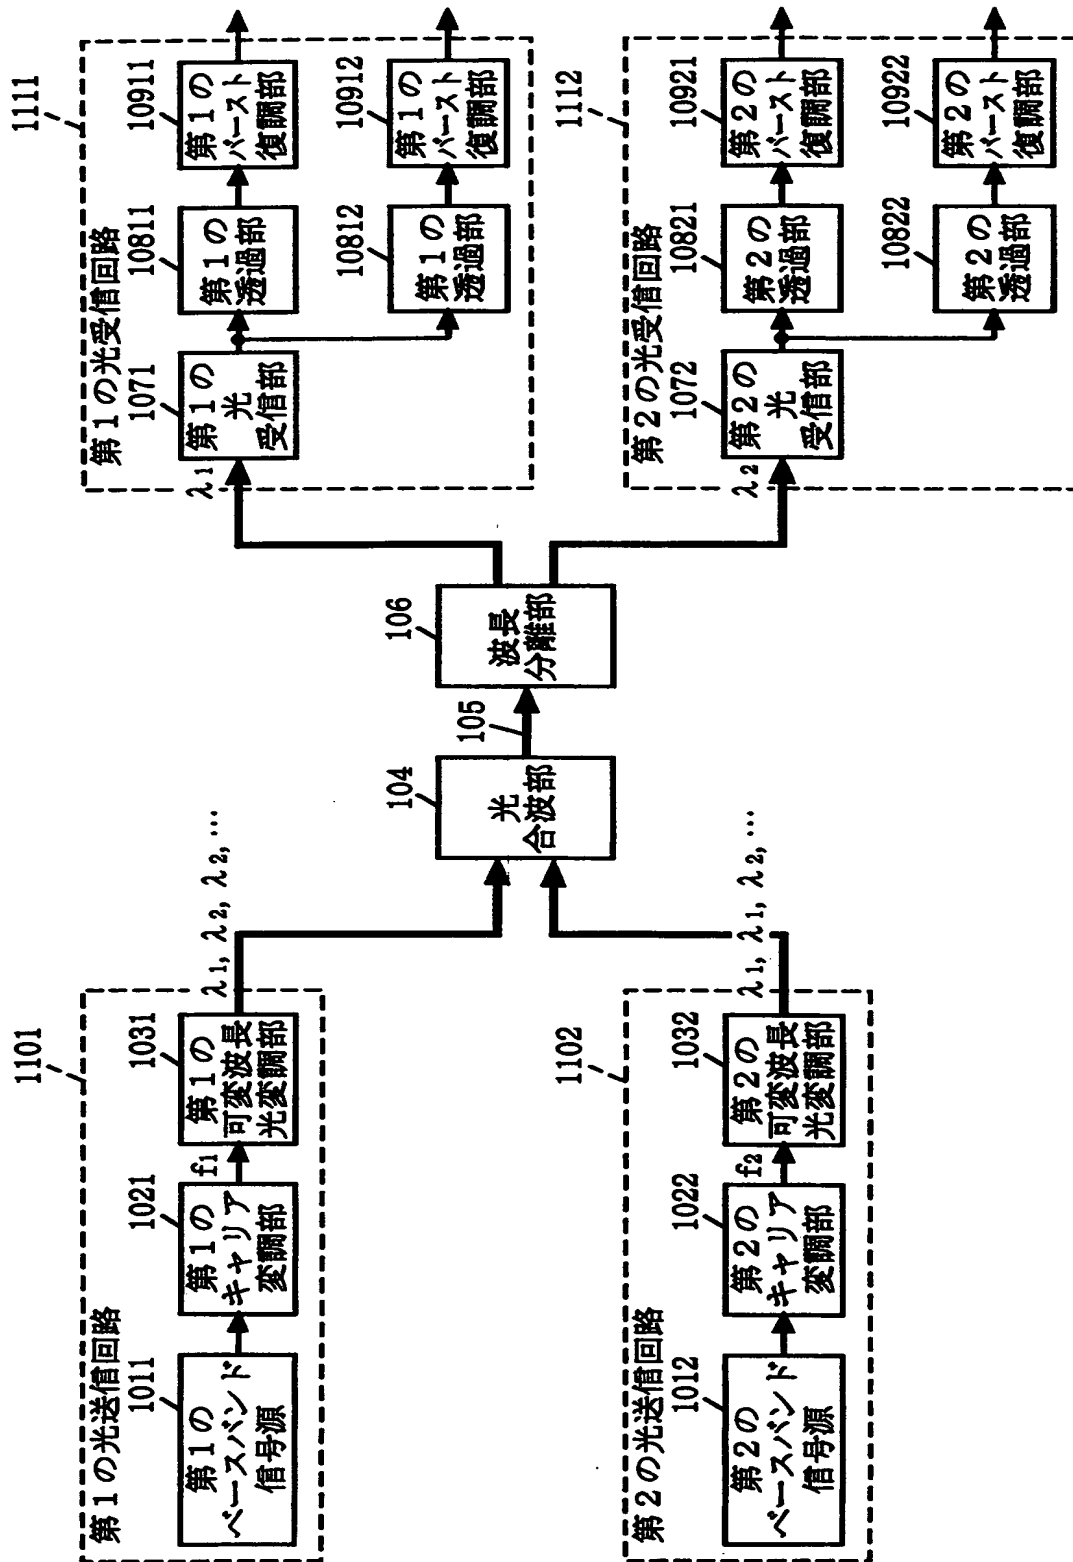 1101
第1の光送信回路
1011
第1の
ベースバンド
信号源
1021
第1の
キャリア
変調部
f1
1031
第1の
可変波長
光変調部
λ1, λ2, λ2, …
1102
第2の光送信回路
1012
第2の
ベースバンド
信号源
1022
第2の
キャリア
変調部
f2
1032
第2の
可変波長
光変調部
λ1, λ1, λ2, …
104
光
合波部
105
106
波長
分離部
1111
第1の光受信回路
λ1
1071
第1の
光
受信部
10811
第1の
透過部
10911
第1の
バースト
復調部
10812
第1の
透過部
10912
第1の
バースト
復調部
1112
第2の光受信回路
λ2
1072
第2の
光
受信部
10821
第2の
透過部
10921
第2の
バースト
復調部
10822
第2の
透過部
10922
第2の
バースト
復調部